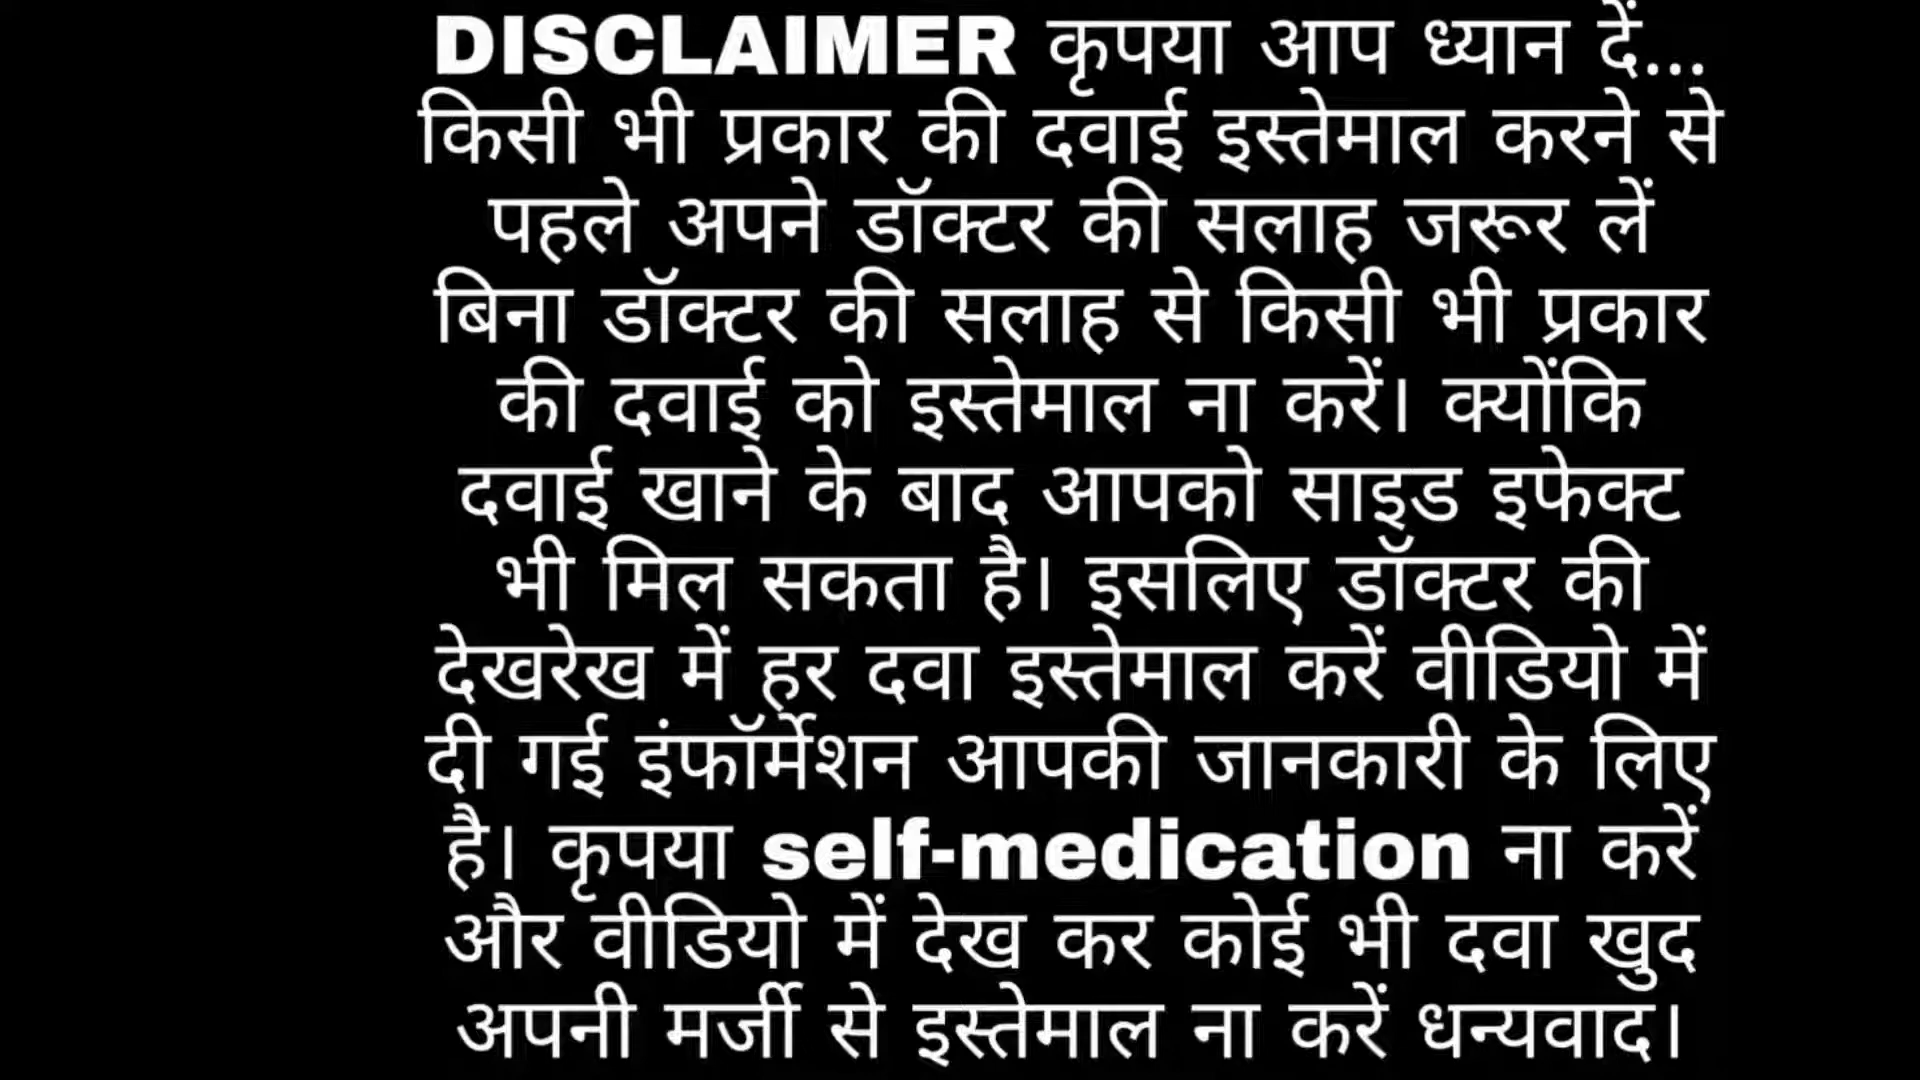 DISCLAIMER कृपया आप ध्यान दें...
किसी भी प्रकार की दवाई इस्तेमाल करने से
पहले अपने डॉक्टर की सलाह जरूर लें
बिना डॉक्टर की सलाह से किसी भी प्रकार
की दवाई को इस्तेमाल ना करें। क्योंकि
दवाई खाने के बाद आपको साइड इफेक्ट
भी मिल सकता है। इसलिए डॉक्टर की
देखरेख में हर दवा इस्तेमाल करें वीडियो में
दी गई इंफॉर्मेशन आपकी जानकारी के लिए
है। कृपया self-medication ना करें
और वीडियो में देख कर कोई भी दवा खुद
अपनी मर्जी से इस्तेमाल ना करें धन्यवाद।